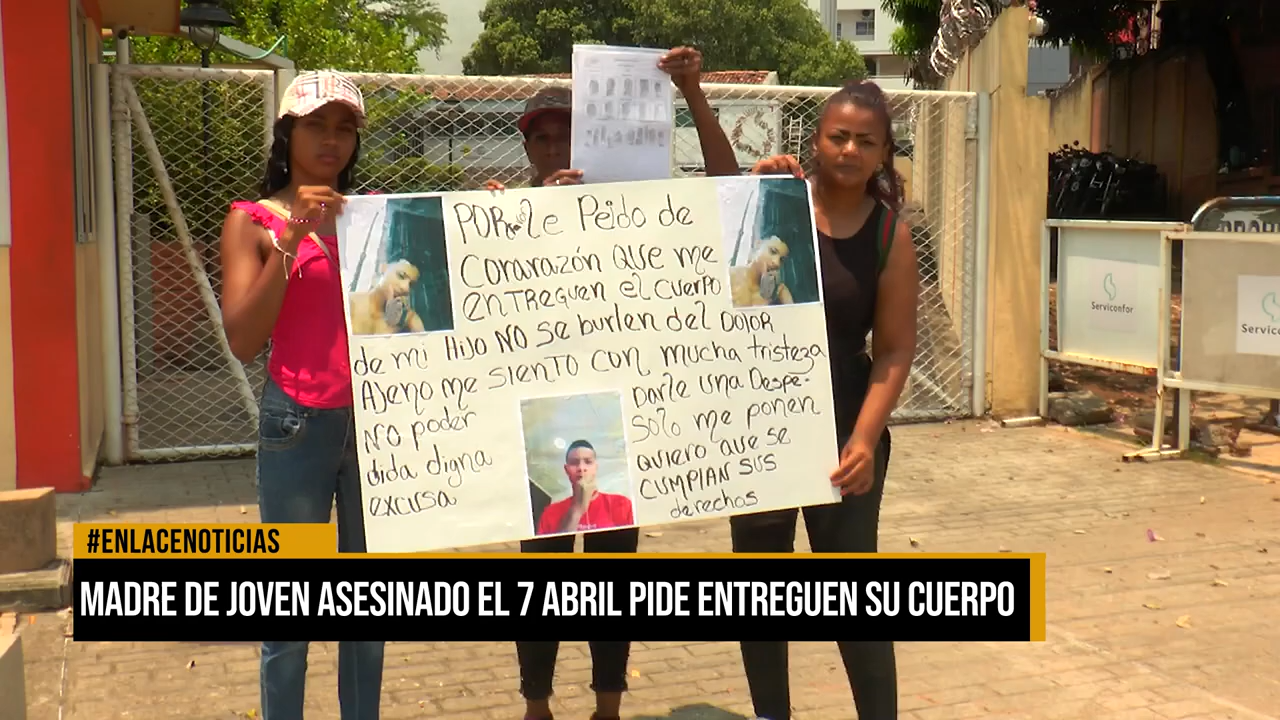 POR le Peido de
Corarazón que me
ENTREguen el cuerpo
de mi Hijo NO se burlen del Dolor
Ajeno me siento con mucha tristeza
NO poder Darle una Despe-
dida digna Solo me ponen
excusa quiero que se
CUMPlAN SUS
derechos
Serviconfor
#ENLACENOTICIAS
MADRE DE JOVEN ASESINADO EL 7 ABRIL PIDE ENTREGUEN SU CUERPO